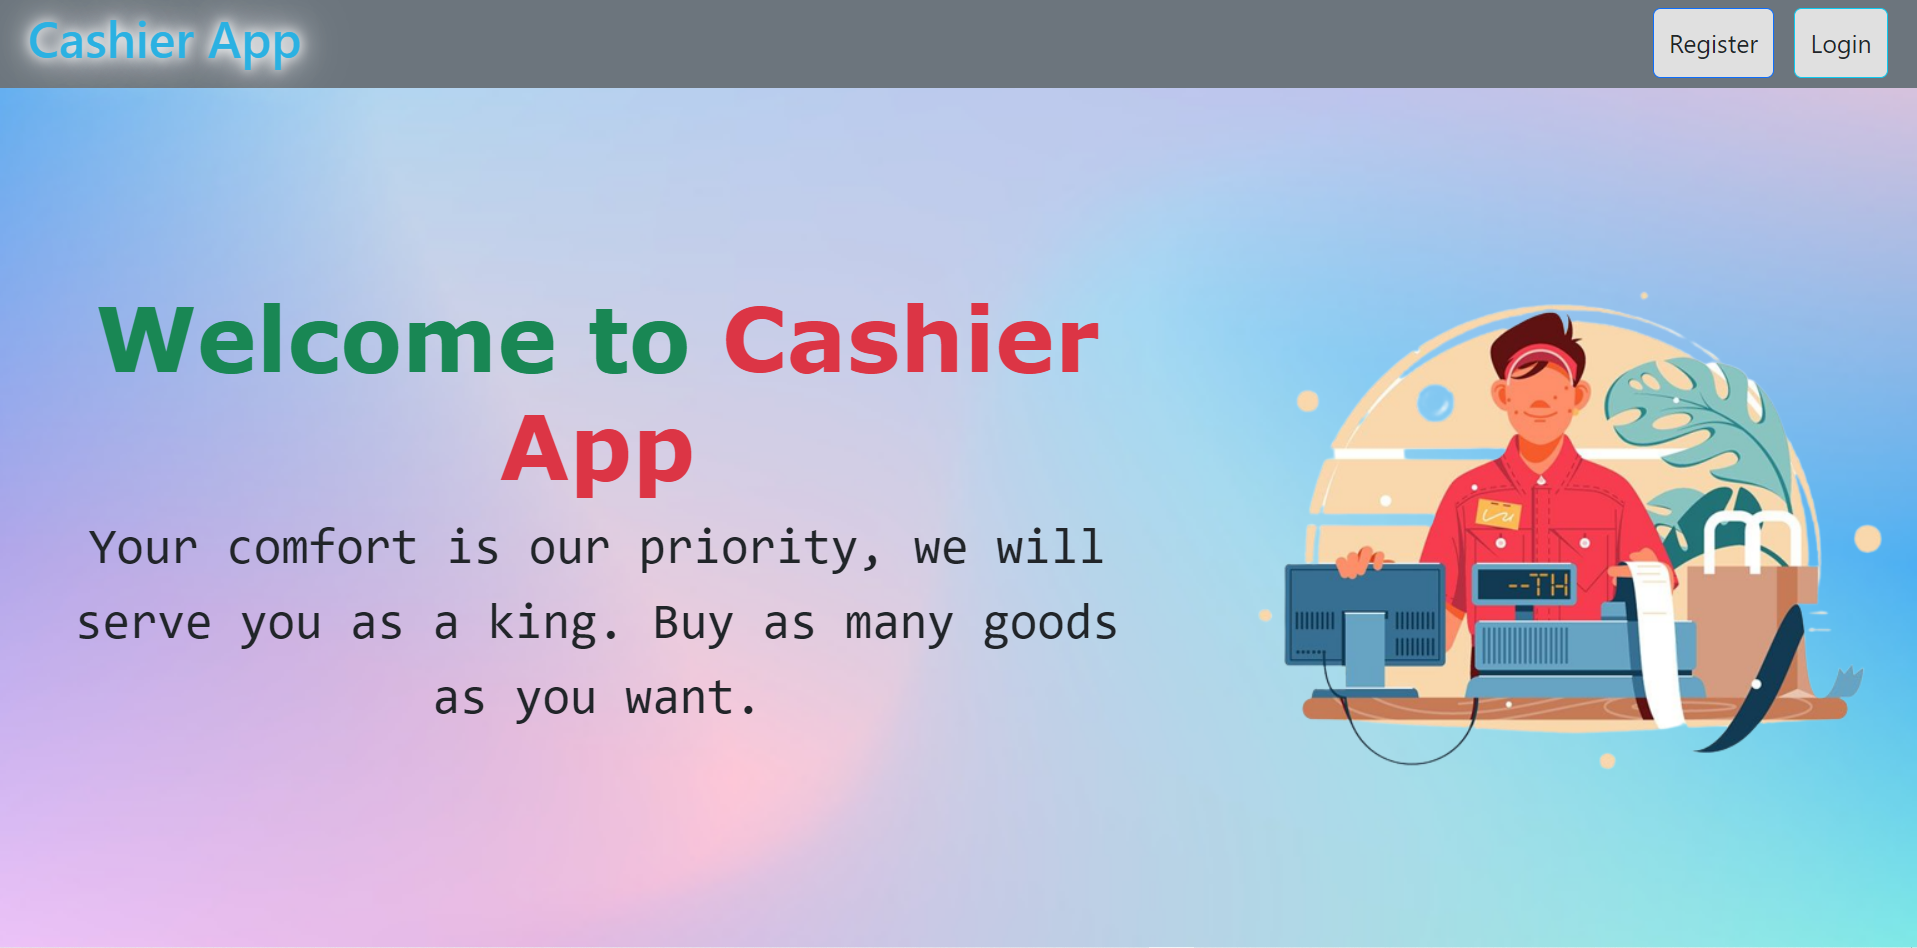 Cashier App
Register
Login
Welcome to Cashier
App
Your comfort is our priority, we will
serve you as a king. Buy as many goods
as you want.
--TH